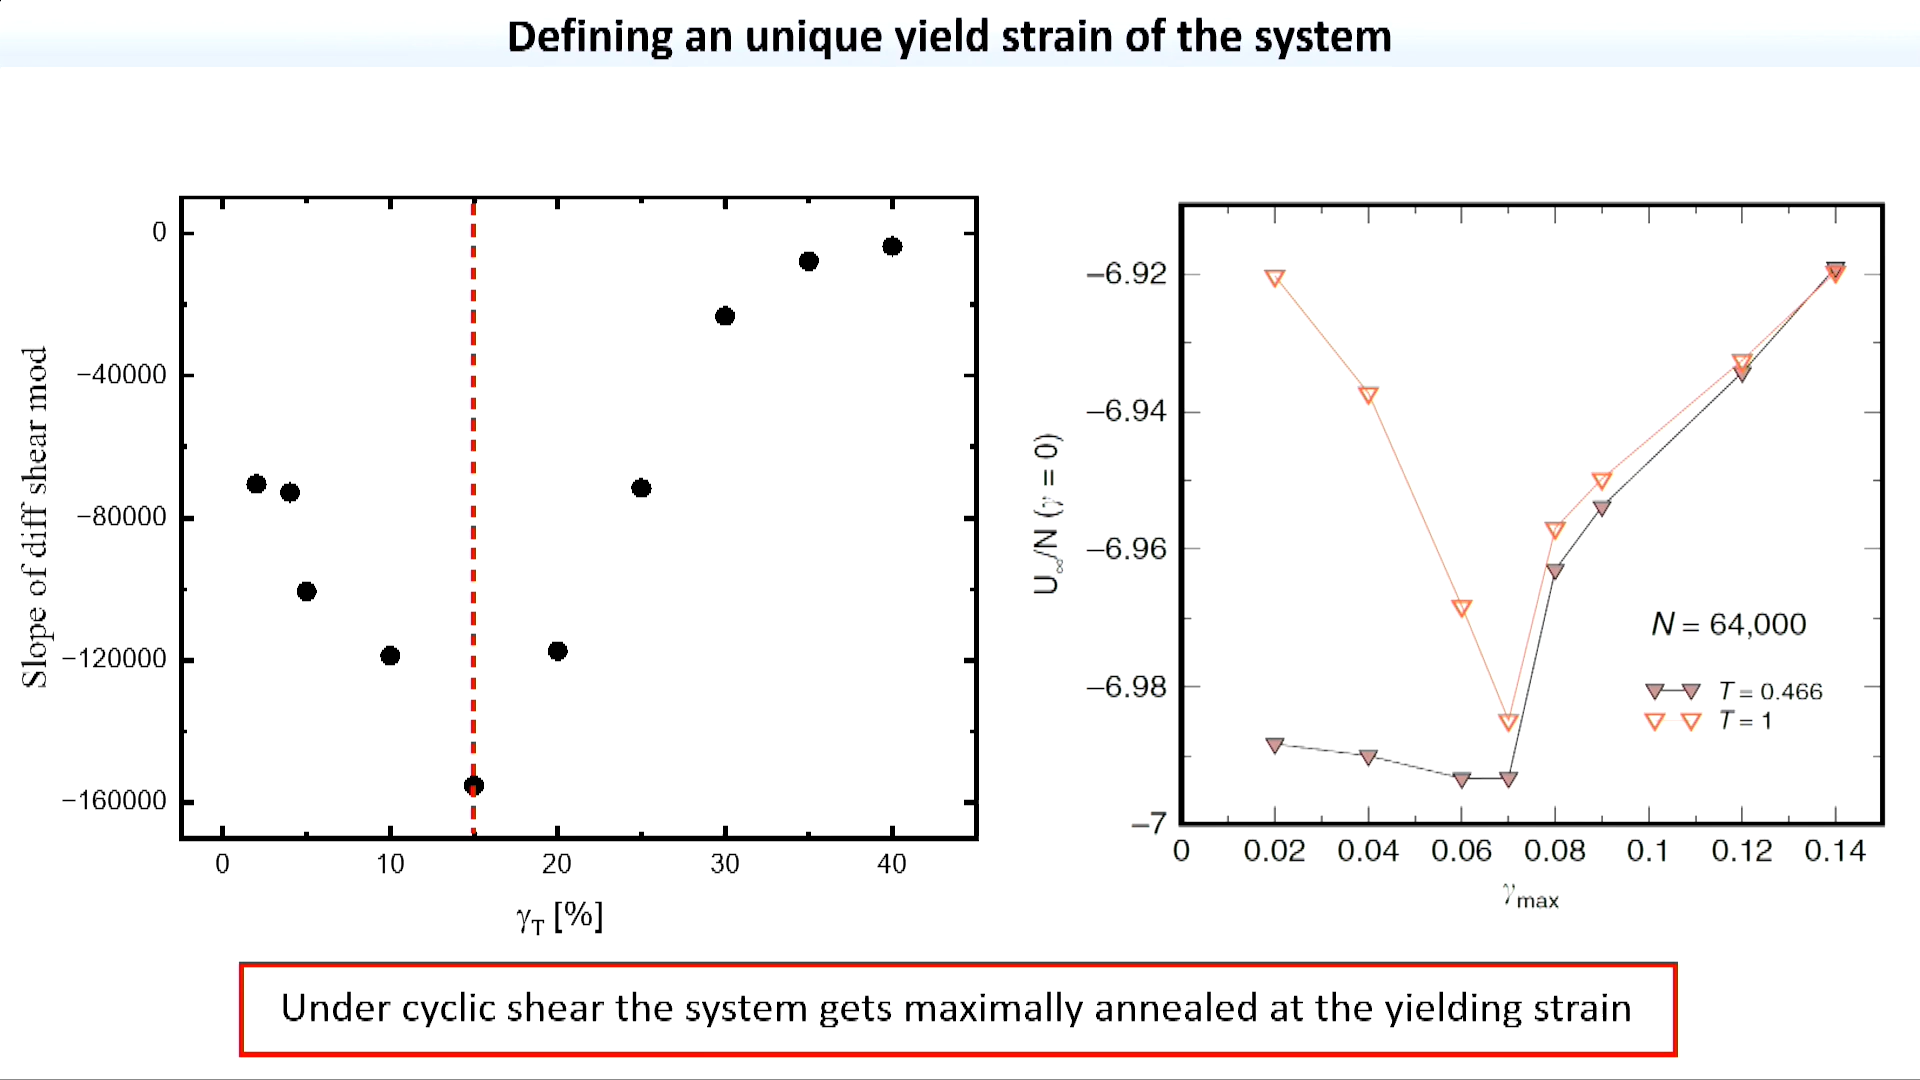 Defining an unique yield strain of the system
Slope of diff shear mod
0
−40000
−80000
−120000
−160000
0 10 20 30 40
γT [%]
U∞/N (γ = 0)
−6.92
−6.94
−6.96
−6.98
−7
N = 64,000
T = 0.466
T = 1
0 0.02 0.04 0.06 0.08 0.1 0.12 0.14
γmax
Under cyclic shear the system gets maximally annealed at the yielding strain